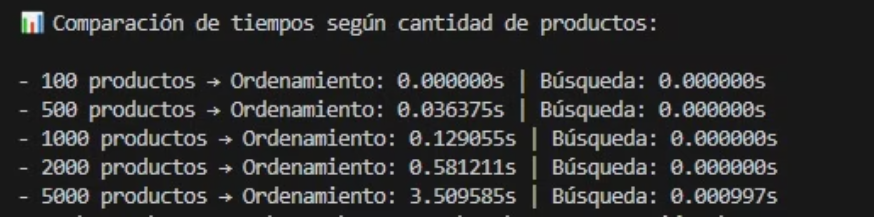 📊 Comparación de tiempos según cantidad de productos:
- 100 productos → Ordenamiento: 0.000000s | Búsqueda: 0.000000s
- 500 productos → Ordenamiento: 0.036375s | Búsqueda: 0.000000s
- 1000 productos → Ordenamiento: 0.129055s | Búsqueda: 0.000000s
- 2000 productos → Ordenamiento: 0.581211s | Búsqueda: 0.000000s
- 5000 productos → Ordenamiento: 3.509585s | Búsqueda: 0.000997s